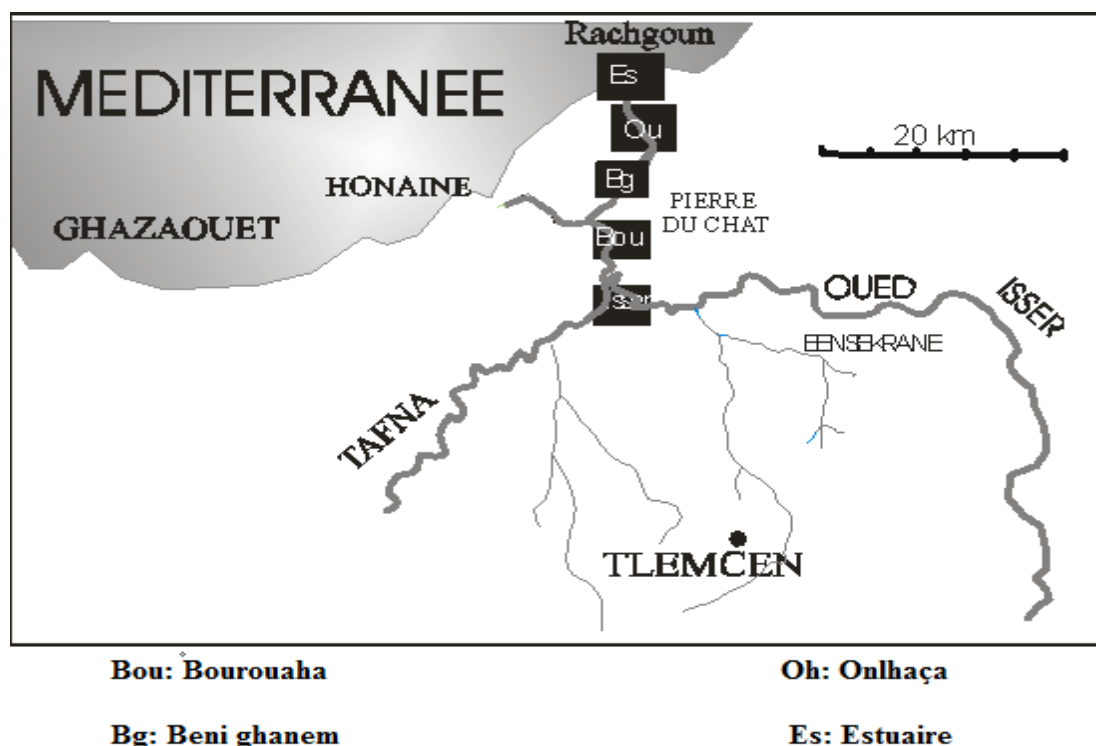 Rachgoun
MEDITERRANEE
Es
Ou
20 km
Bg
HONAINE
PIERRE
DU CHAT
GHAZAOUET
Bou
Isser
OUED
ISSER
TAFNA
TLEMCEN
Bou: Bourouaha
Oh: Onlhaça
Bg: Beni ghanem
Es: Estuaire